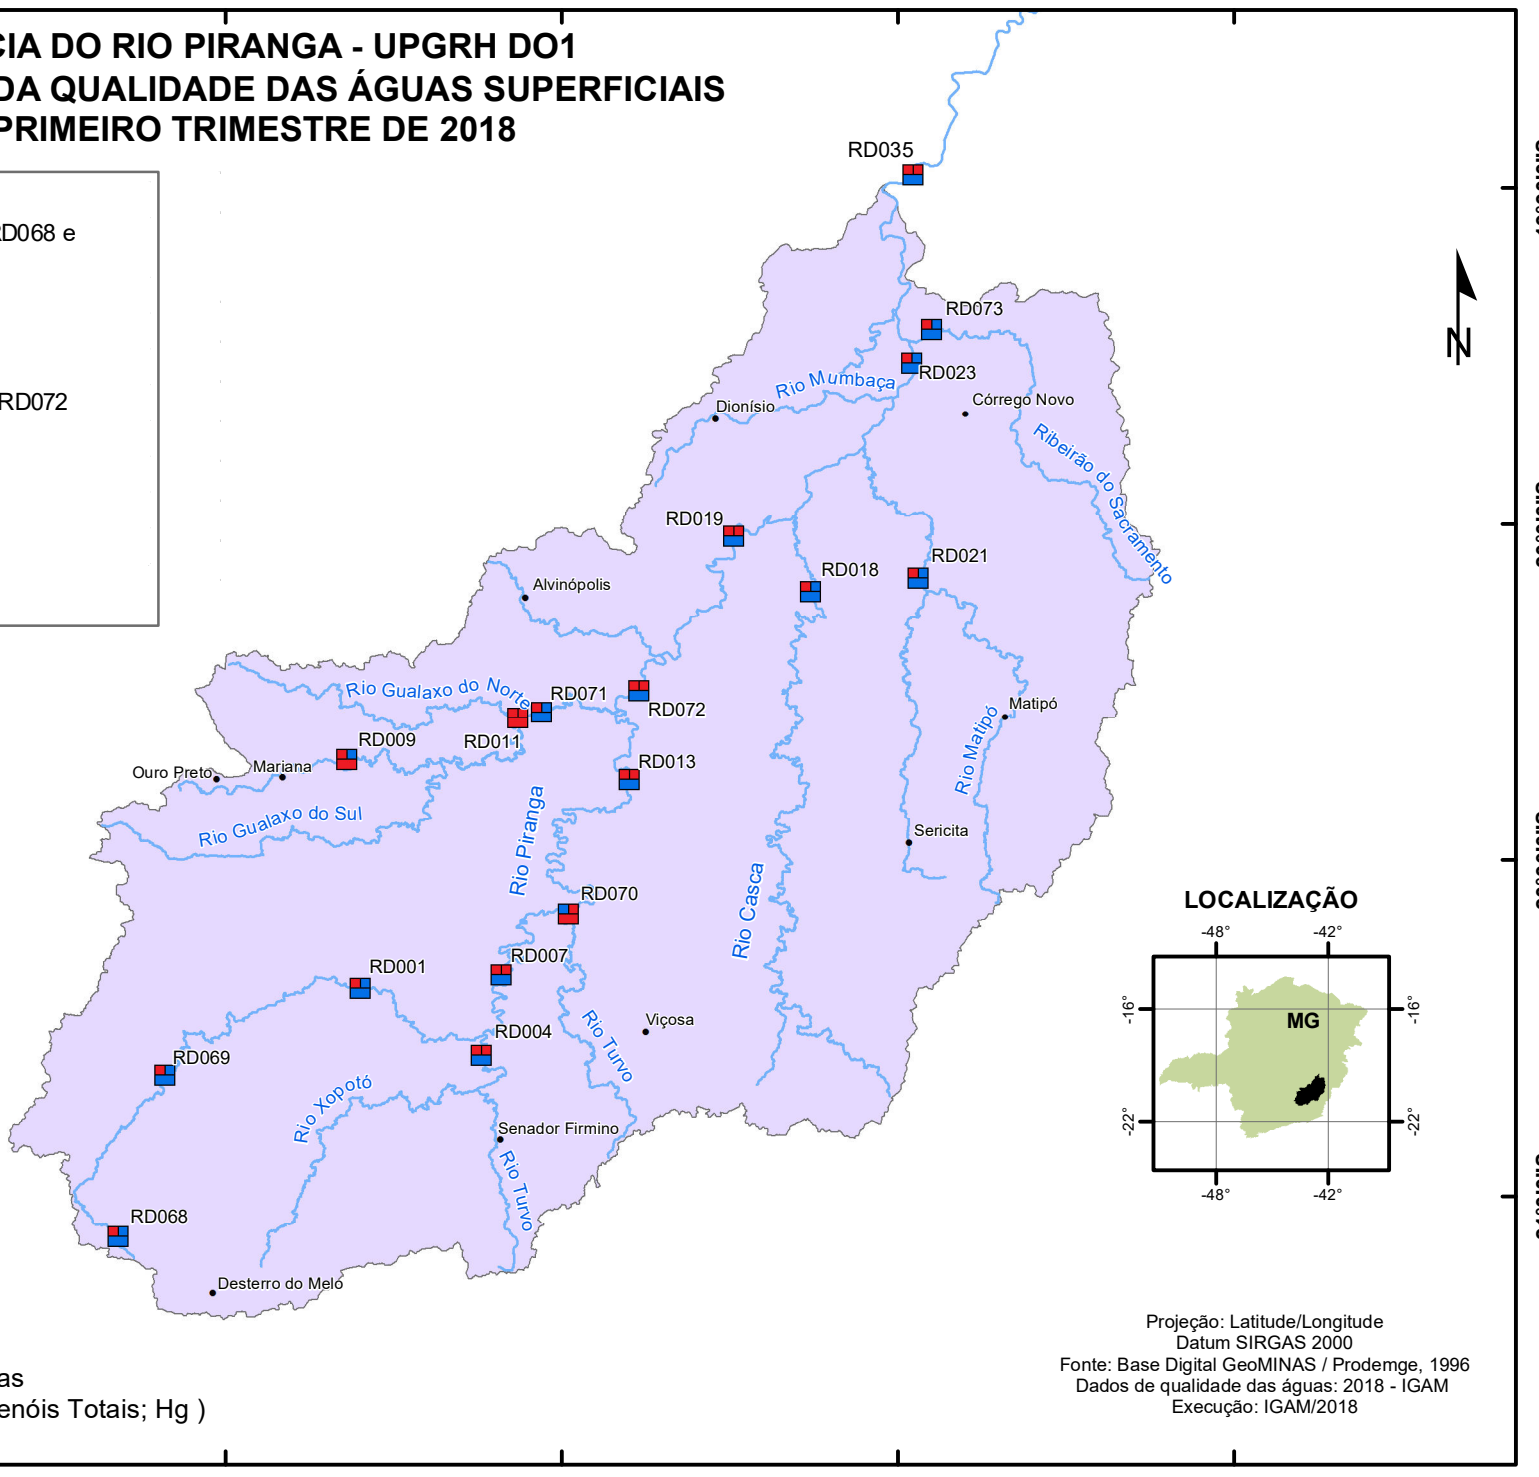 CIA DO RIO PIRANGA - UPGRH DO1
DA QUALIDADE DAS ÁGUAS SUPERFICIAIS
PRIMEIRO TRIMESTRE DE 2018
RD035
RD068 e
RD073
N
RD023
Rio Mumbaça
RD072
Dionísio
Córrego Novo
Ribeirão do Sacramento
RD019
RD018
RD021
Alvinópolis
Rio Gualaxo do Norte
RD071
RD072
Matipó
RD009
RD011
Rio Matipó
Ouro Preto
Mariana
RD013
Rio Gualaxo do Sul
Rio Piranga
Sericita
Rio Casca
RD070
LOCALIZAÇÃO
-48°
-42°
RD007
RD001
-16°
MG
-16°
RD004
Viçosa
Rio Turvo
RD069
Rio Xopotó
-22°
-22°
Senador Firmino
Rio Turvo
-48°
-42°
RD068
Desterro do Melo
Projeção: Latitude/Longitude
Datum SIRGAS 2000
Fonte: Base Digital GeoMINAS / Prodemge, 1996
Dados de qualidade das águas: 2018 - IGAM
Execução: IGAM/2018
as
enóis Totais; Hg )